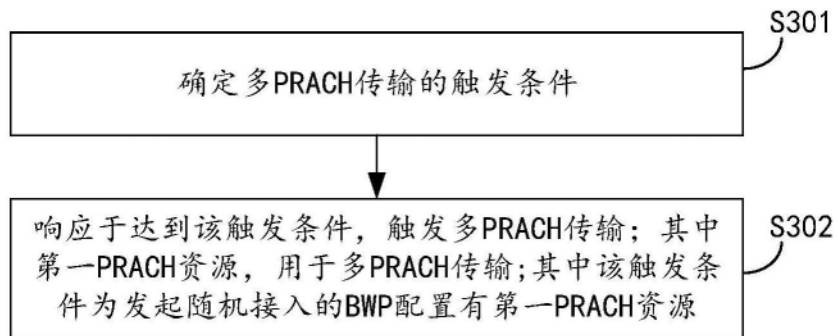 S301
确定多PRACH传输的触发条件
S302
响应于达到该触发条件，触发多PRACH传输；其中
第一PRACH资源，用于多PRACH传输;其中该触发条
件为发起随机接入的BWP配置有第一PRACH资源